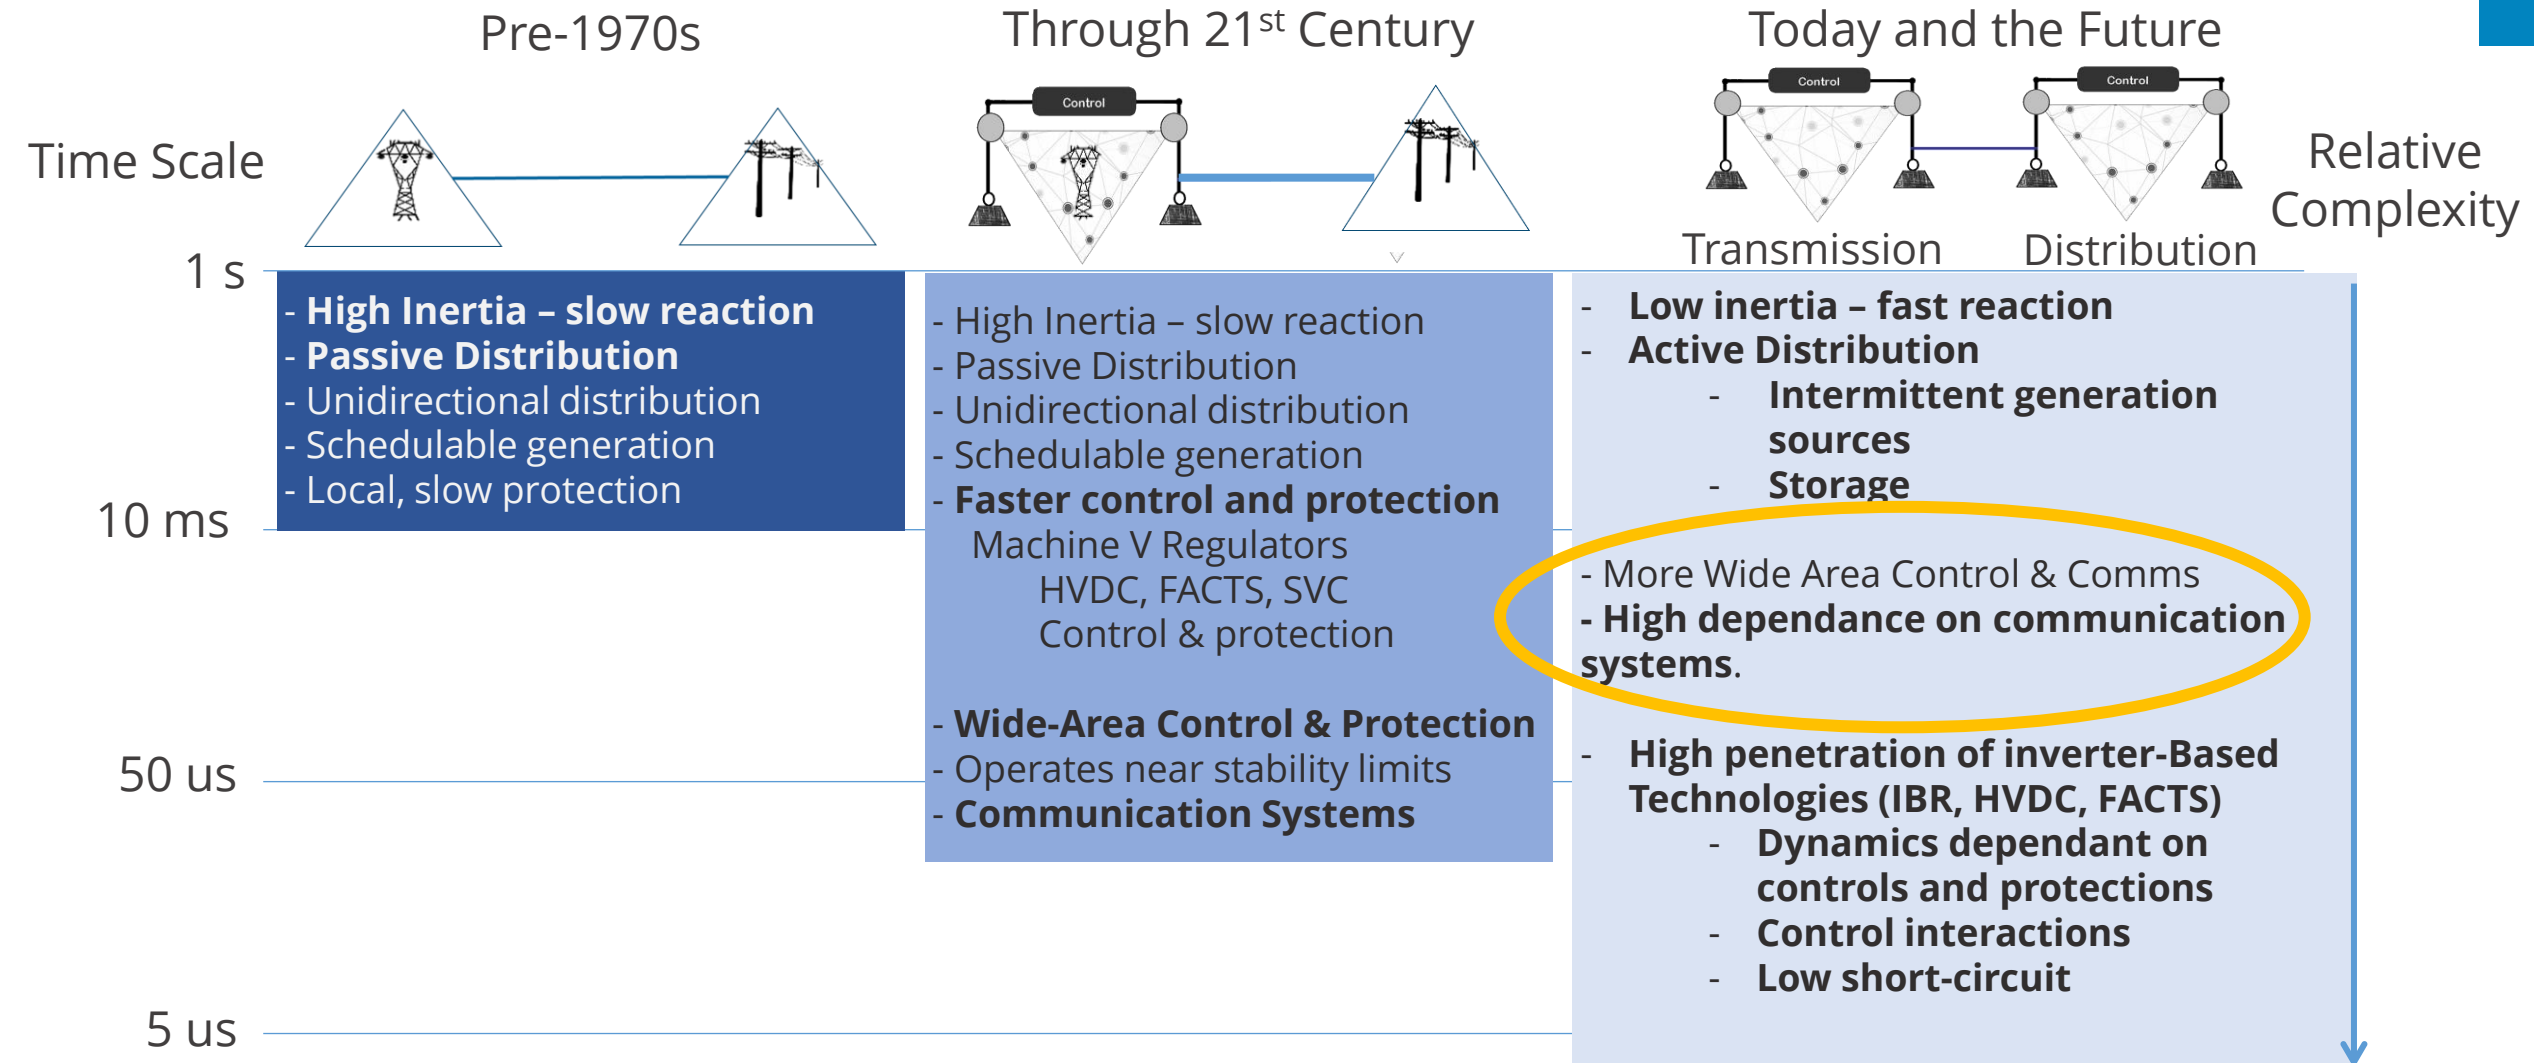 Pre-1970s
Through 21st Century
Today and the Future
Control
Control
Control
Time Scale
Relative
Complexity
Transmission
Distribution
1 s
10 ms
50 us
5 us
- High Inertia – slow reaction
- Passive Distribution
- Unidirectional distribution
- Schedulable generation
- Local, slow protection
- High Inertia – slow reaction
- Passive Distribution
- Unidirectional distribution
- Schedulable generation
- Faster control and protection
Machine V Regulators
HVDC, FACTS, SVC
Control & protection
- Wide-Area Control & Protection
- Operates near stability limits
- Communication Systems
- Low inertia – fast reaction
- Active Distribution
- Intermittent generation
sources
- Storage
- More Wide Area Control & Comms
- High dependance on communication
systems.
- High penetration of inverter-Based
Technologies (IBR, HVDC, FACTS)
- Dynamics dependant on
controls and protections
- Control interactions
- Low short-circuit